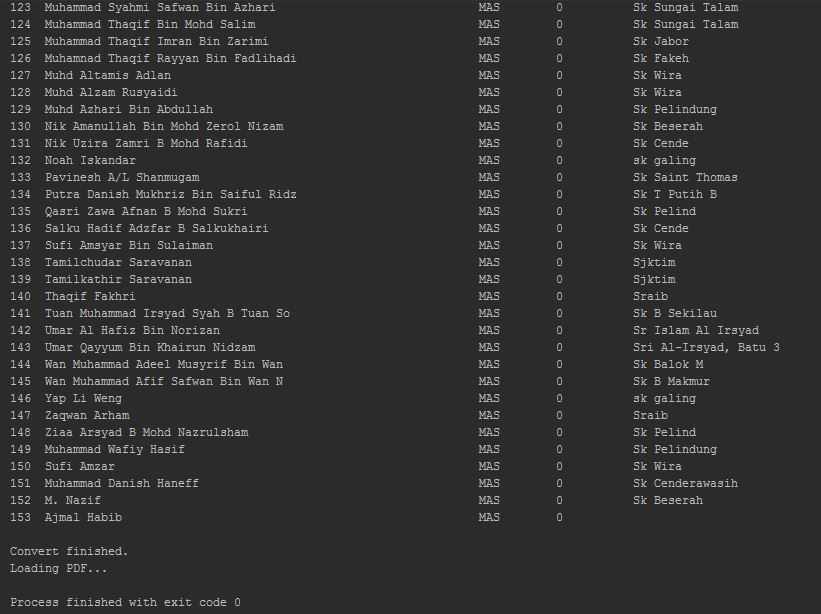 123 Muhammad Syahmi Safwan Bin Azhari MAS 0 Sk Sungai Talam
124 Muhammad Thaqif Bin Mohd Salim MAS 0 Sk Sungai Talam
125 Muhammad Thaqif Imran Bin Zarimi MAS 0 Sk Jabor
126 Muhamnad Thaqif Rayyan Bin Fadlihadi MAS 0 Sk Fakeh
127 Muhd Altamis Adlan MAS 0 Sk Wira
128 Muhd Alzam Rusyaidi MAS 0 Sk Wira
129 Muhd Azhari Bin Abdullah MAS 0 Sk Pelindung
130 Nik Amanullah Bin Mohd Zerol Nizam MAS 0 Sk Beserah
131 Nik Uzira Zamri B Mohd Rafidi MAS 0 Sk Cende
132 Noah Iskandar MAS 0 sk galing
133 Pavinesh A/L Shanmugam MAS 0 Sk Saint Thomas
134 Putra Danish Mukhriz Bin Saiful Ridz MAS 0 Sk T Putih B
135 Qasri Zawa Afnan B Mohd Sukri MAS 0 Sk Pelind
136 Salku Hadif Adzfar B Salkukhairi MAS 0 Sk Cende
137 Sufi Amsyar Bin Sulaiman MAS 0 Sk Wira
138 Tamilchudar Saravanan MAS 0 Sjktim
139 Tamilkathir Saravanan MAS 0 Sjktim
140 Thaqif Fakhri MAS 0 Sraib
141 Tuan Muhammad Irsyad Syah B Tuan So MAS 0 Sk B Sekilau
142 Umar Al Hafiz Bin Norizan MAS 0 Sr Islam Al Irsyad
143 Umar Qayyum Bin Khairun Nidzam MAS 0 Sri Al-Irsyad, Batu 3
144 Wan Muhammad Adeel Musyrif Bin Wan MAS 0 Sk Balok M
145 Wan Muhammad Afif Safwan Bin Wan N MAS 0 Sk B Makmur
146 Yap Li Weng MAS 0 sk galing
147 Zaqwan Arham MAS 0 Sraib
148 Ziaa Arsyad B Mohd Nazrulsham MAS 0 Sk Pelind
149 Muhammad Wafiy Hasif MAS 0 Sk Pelindung
150 Sufi Amzar MAS 0 Sk Wira
151 Muhammad Danish Haneff MAS 0 Sk Cenderawasih
152 M. Nazif MAS 0 Sk Beserah
153 Ajmal Habib MAS 0
Convert finished.
Loading PDF...
Process finished with exit code 0